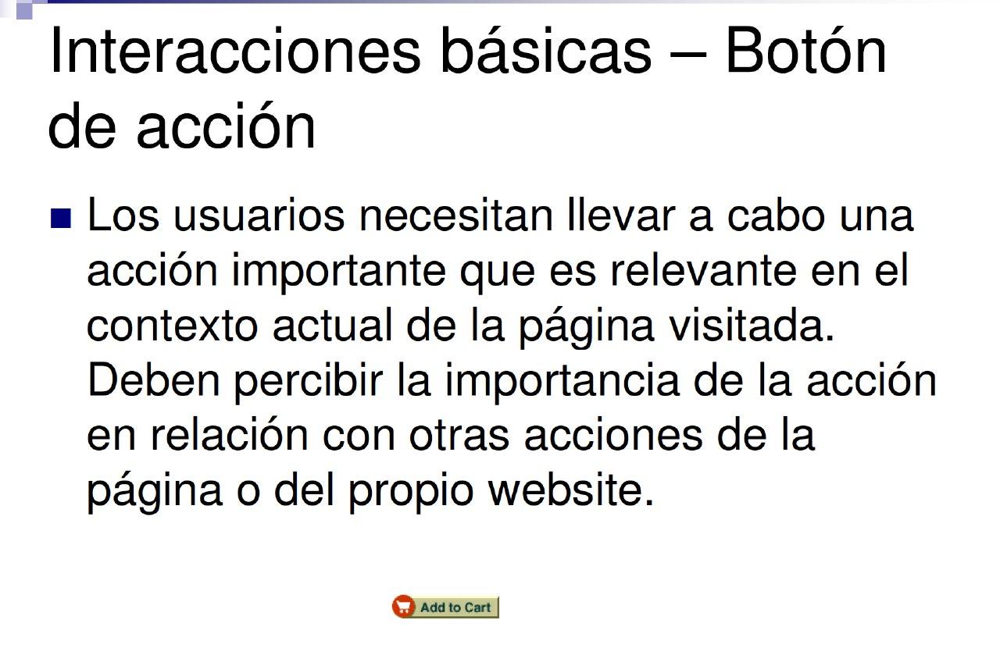 Interacciones básicas – Botón
de acción
Los usuarios necesitan llevar a cabo una
acción importante que es relevante en el
contexto actual de la página visitada.
Deben percibir la importancia de la acción
en relación con otras acciones de la
página o del propio website.
Add to Cart